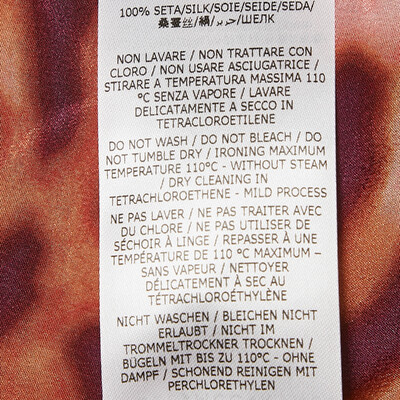 100% SETA/SILK/SOIE/SEIDE/SEDA/
桑蚕丝/絹/حرير/ШЕЛК
NON LAVARE / NON TRATTARE CON
CLORO / NON USARE ASCIUGATRICE /
STIRARE A TEMPERATURA MASSIMA 110
°C SENZA VAPORE / LAVARE
DELICATAMENTE A SECCO IN
TETRACLOROETILENE
DO NOT WASH / DO NOT BLEACH / DO
NOT TUMBLE DRY / IRONING MAXIMUM
TEMPERATURE 110°C - WITHOUT STEAM
/ DRY CLEANING IN
TETRACHLOROETHENE - MILD PROCESS
NE PAS LAVER / NE PAS TRAITER AVEC
DU CHLORE / NE PAS UTILISER DE
SÉCHOIR À LINGE / REPASSER À UNE
TEMPÉRATURE DE 110 °C MAXIMUM –
SANS VAPEUR / NETTOYER
DÉLICATEMENT À SEC AU
TÉTRACHLOROÉTHYLÈNE
NICHT WASCHEN / BLEICHEN NICHT
ERLAUBT / NICHT IM
TROMMELTROCKNER TROCKNEN /
BÜGELN MIT BIS ZU 110°C - OHNE
DAMPF / SCHONEND REINIGEN MIT
PERCHLORETHYLEN